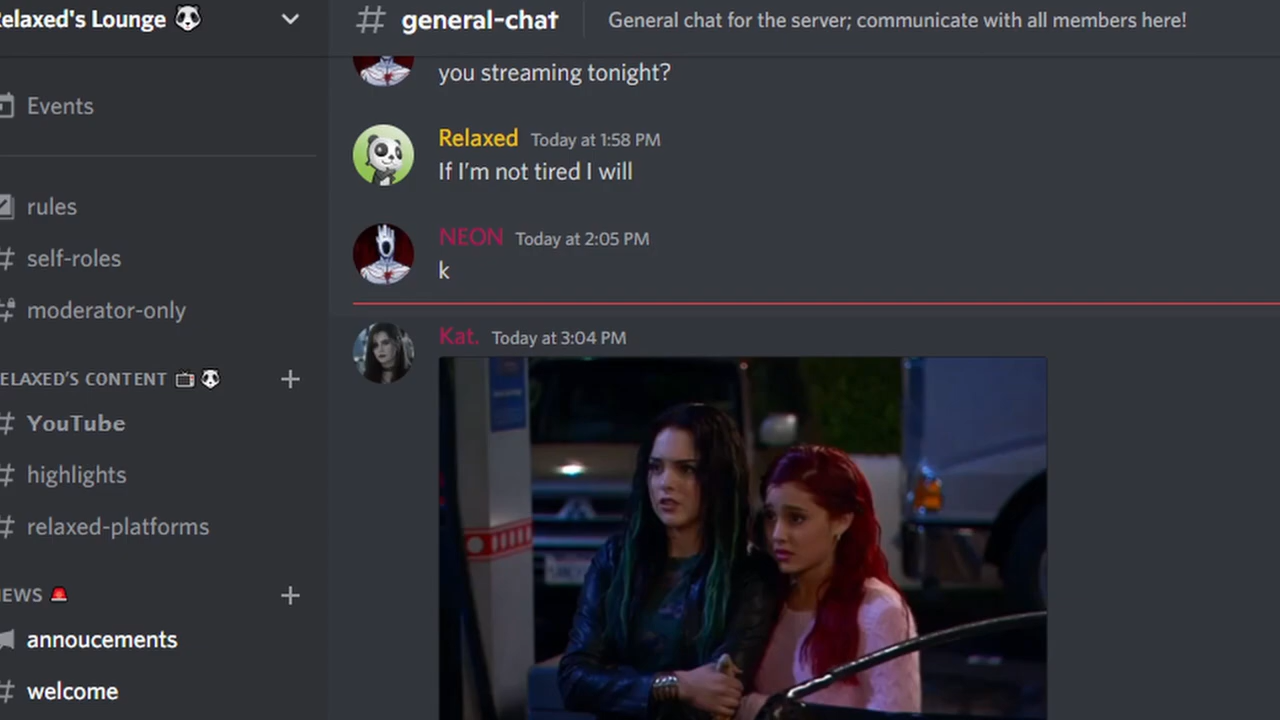 elaxed's Lounge 🐼
Events
rules
self-roles
moderator-only
ELAXED'S CONTENT 📺 🐼
YouTube
highlights
relaxed-platforms
EWS 🚨
annoucements
welcome
# general-chat
General chat for the server; communicate with all members here!
you streaming tonight?
Relaxed Today at 1:58 PM
If I'm not tired I will
NEON Today at 2:05 PM
k
Kat. Today at 3:04 PM